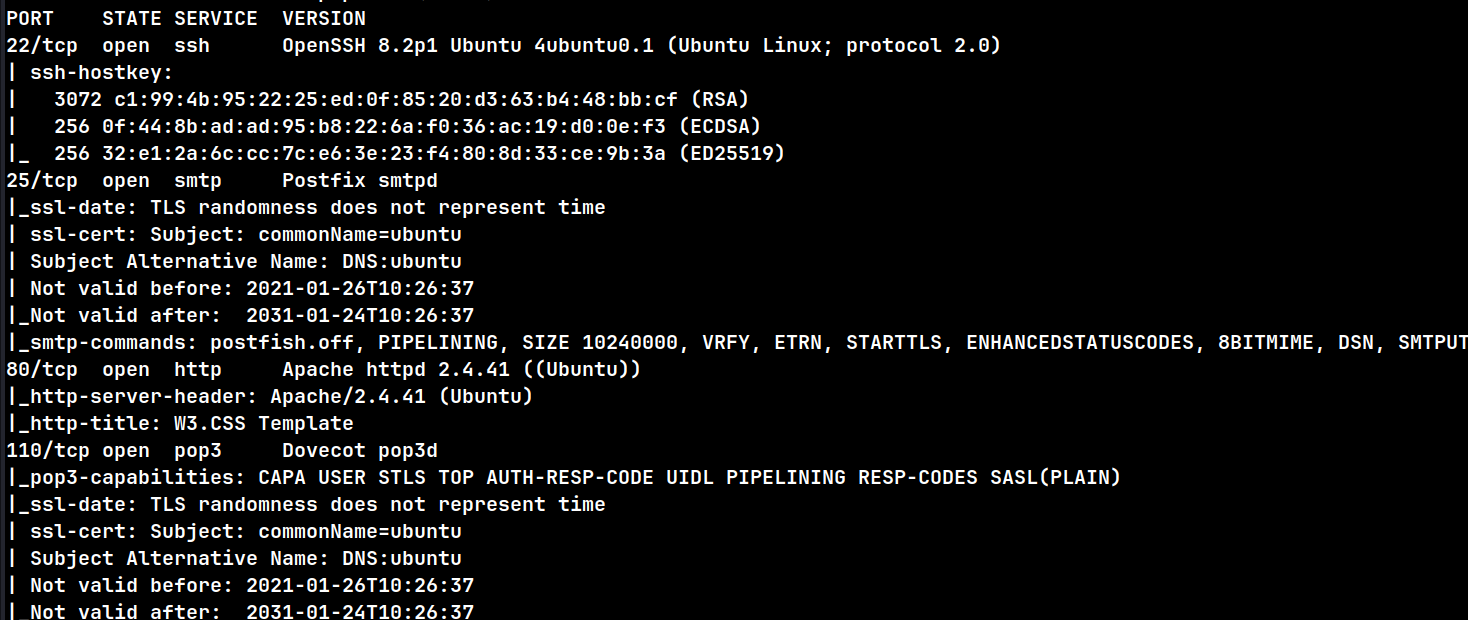 PORT    STATE SERVICE  VERSION
22/tcp  open  ssh      OpenSSH 8.2p1 Ubuntu 4ubuntu0.1 (Ubuntu Linux; protocol 2.0)
| ssh-hostkey:
|   3072 c1:99:4b:95:22:25:ed:0f:85:20:d3:63:b4:48:bb:cf (RSA)
|   256 0f:44:8b:ad:ad:95:b8:22:6a:f0:36:ac:19:d0:0e:f3 (ECDSA)
|_  256 32:e1:2a:6c:cc:7c:e6:3e:23:f4:80:8d:33:ce:9b:3a (ED25519)
25/tcp  open  smtp     Postfix smtpd
|_ssl-date: TLS randomness does not represent time
| ssl-cert: Subject: commonName=ubuntu
| Subject Alternative Name: DNS:ubuntu
| Not valid before: 2021-01-26T10:26:37
|_Not valid after:  2031-01-24T10:26:37
|_smtp-commands: postfish.off, PIPELINING, SIZE 10240000, VRFY, ETRN, STARTTLS, ENHANCEDSTATUSCODES, 8BITMIME, DSN, SMTPUT
80/tcp  open  http     Apache httpd 2.4.41 ((Ubuntu))
|_http-server-header: Apache/2.4.41 (Ubuntu)
|_http-title: W3.CSS Template
110/tcp open  pop3     Dovecot pop3d
|_pop3-capabilities: CAPA USER STLS TOP AUTH-RESP-CODE UIDL PIPELINING RESP-CODES SASL(PLAIN)
|_ssl-date: TLS randomness does not represent time
| ssl-cert: Subject: commonName=ubuntu
| Subject Alternative Name: DNS:ubuntu
| Not valid before: 2021-01-26T10:26:37
|_Not valid after:  2031-01-24T10:26:37